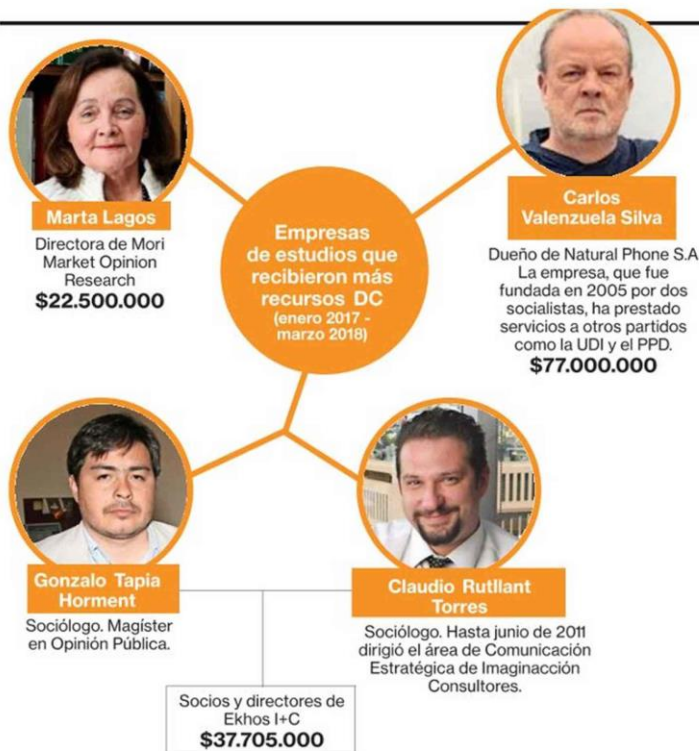 Marta Lagos
Directora de Mori
Market Opinion
Research
$22.500.000
Empresas
de estudios que
recibieron más
recursos DC
(enero 2017 -
marzo 2018)
Carlos
Valenzuela Silva
Dueño de Natural Phone S.A
La empresa, que fue
fundada en 2005 por dos
socialistas, ha prestado
servicios a otros partidos
como la UDI y el PPD.
$77.000.000
Gonzalo Tapia
Horment
Sociólogo. Magíster
en Opinión Pública.
Claudio Rutllant
Torres
Sociólogo. Hasta junio de 2011
dirigió el área de Comunicación
Estratégica de Imaginacción
Consultores.
Socios y directores de
Ekhos I+C
$37.705.000